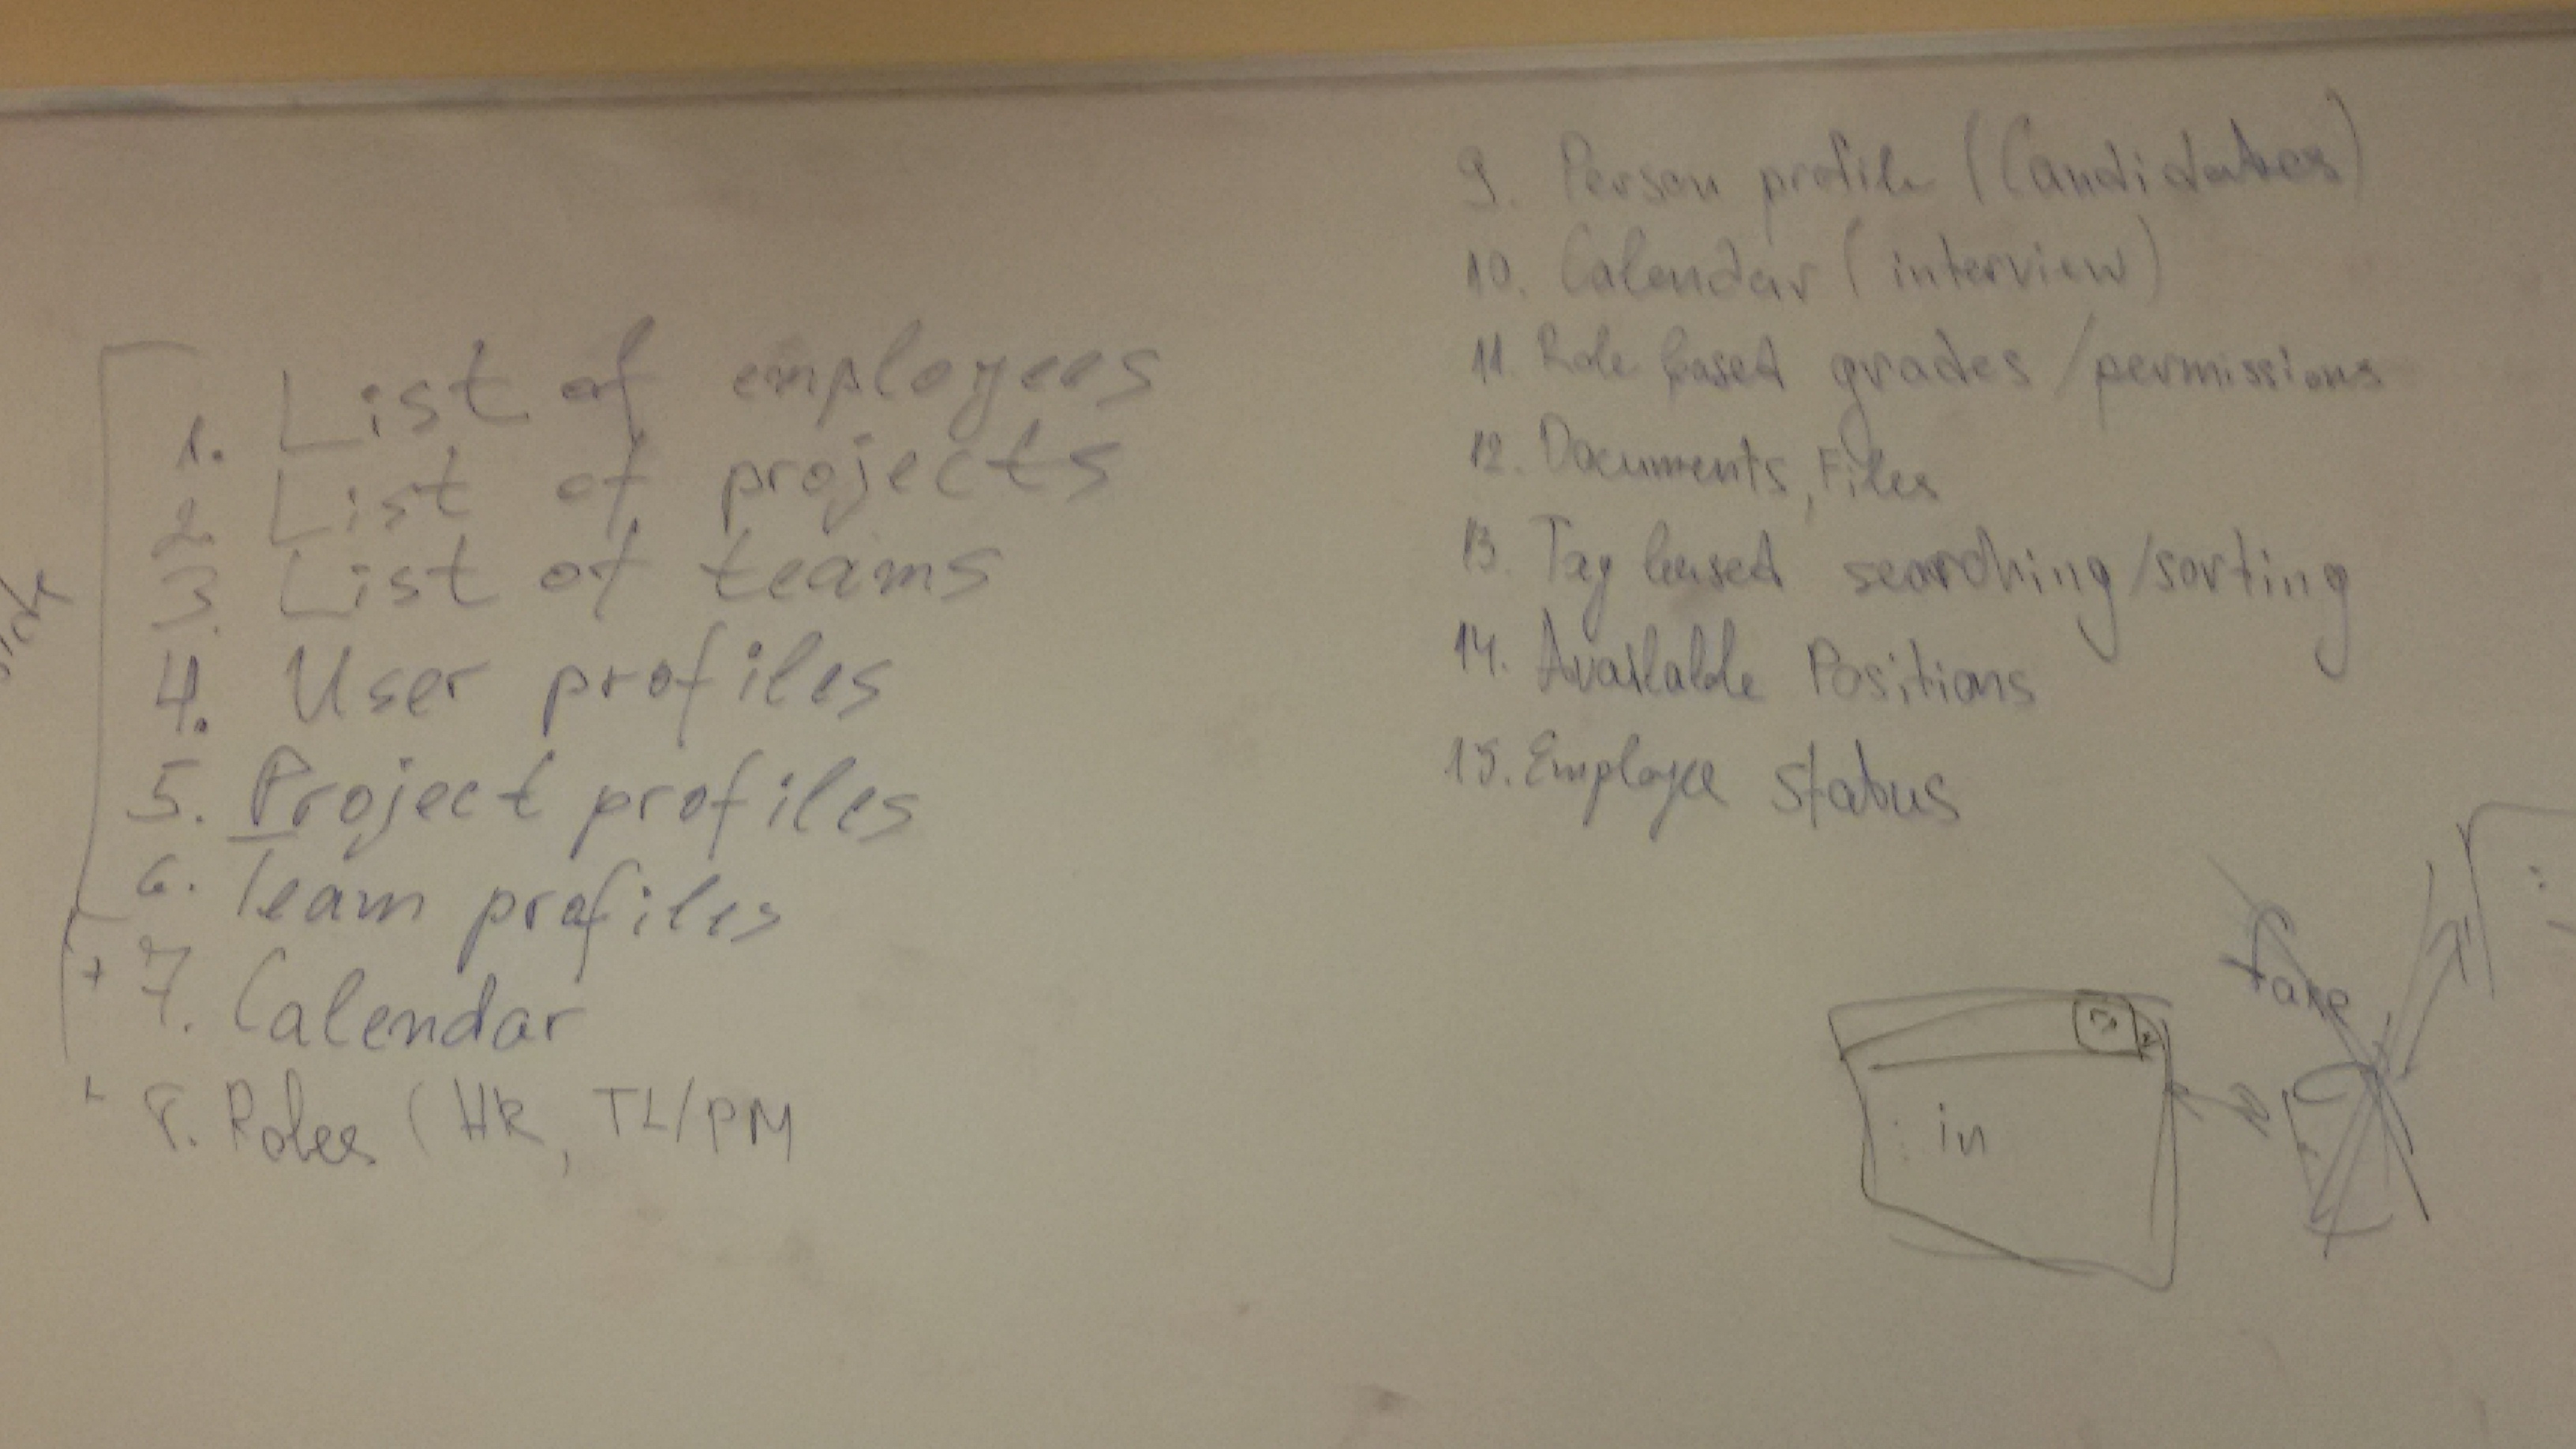 1. List of employees
2. List of projects
3. List of teams
4. User profiles
5. Project profiles
6. Team profiles
+ 7. Calendar
8. Roles (HR, TL/PM
9. Person profile (Candidates)
10. Calendar (interview)
11. Role based grades/permissions
12. Documents, Files
13. Tag based searching/sorting
14. Available Positions
15. Employee Status
fake
in